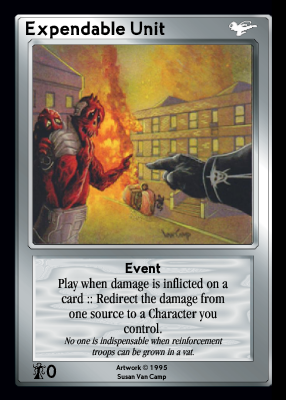 Expendable Unit
Van Camp
Event
Play when damage is inflicted on a
card :: Redirect the damage from
one source to a Character you
control.
No one is indispensable when reinforcement
troops can be grown in a vat.
Artwork © 1995
Susan Van Camp
0